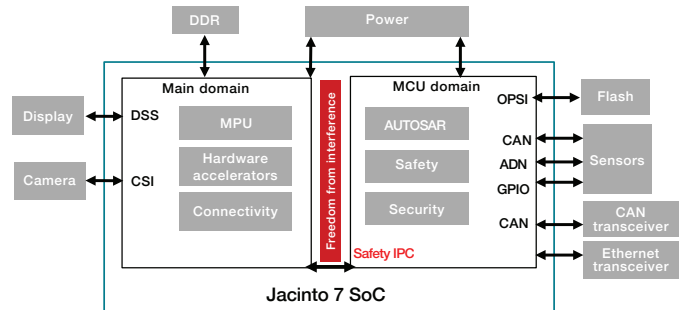 DDR
Power
Main domain
MCU domain
Display
DSS
MPU
Camera
CSI
Hardware
accelerators
Connectivity
Freedom from interference
AUTOSAR
Safety
Security
OPSI
Flash
CAN
ADN
GPIO
Sensors
CAN
CAN
transceiver
Ethernet
transceiver
Safety IPC
Jacinto 7 SoC